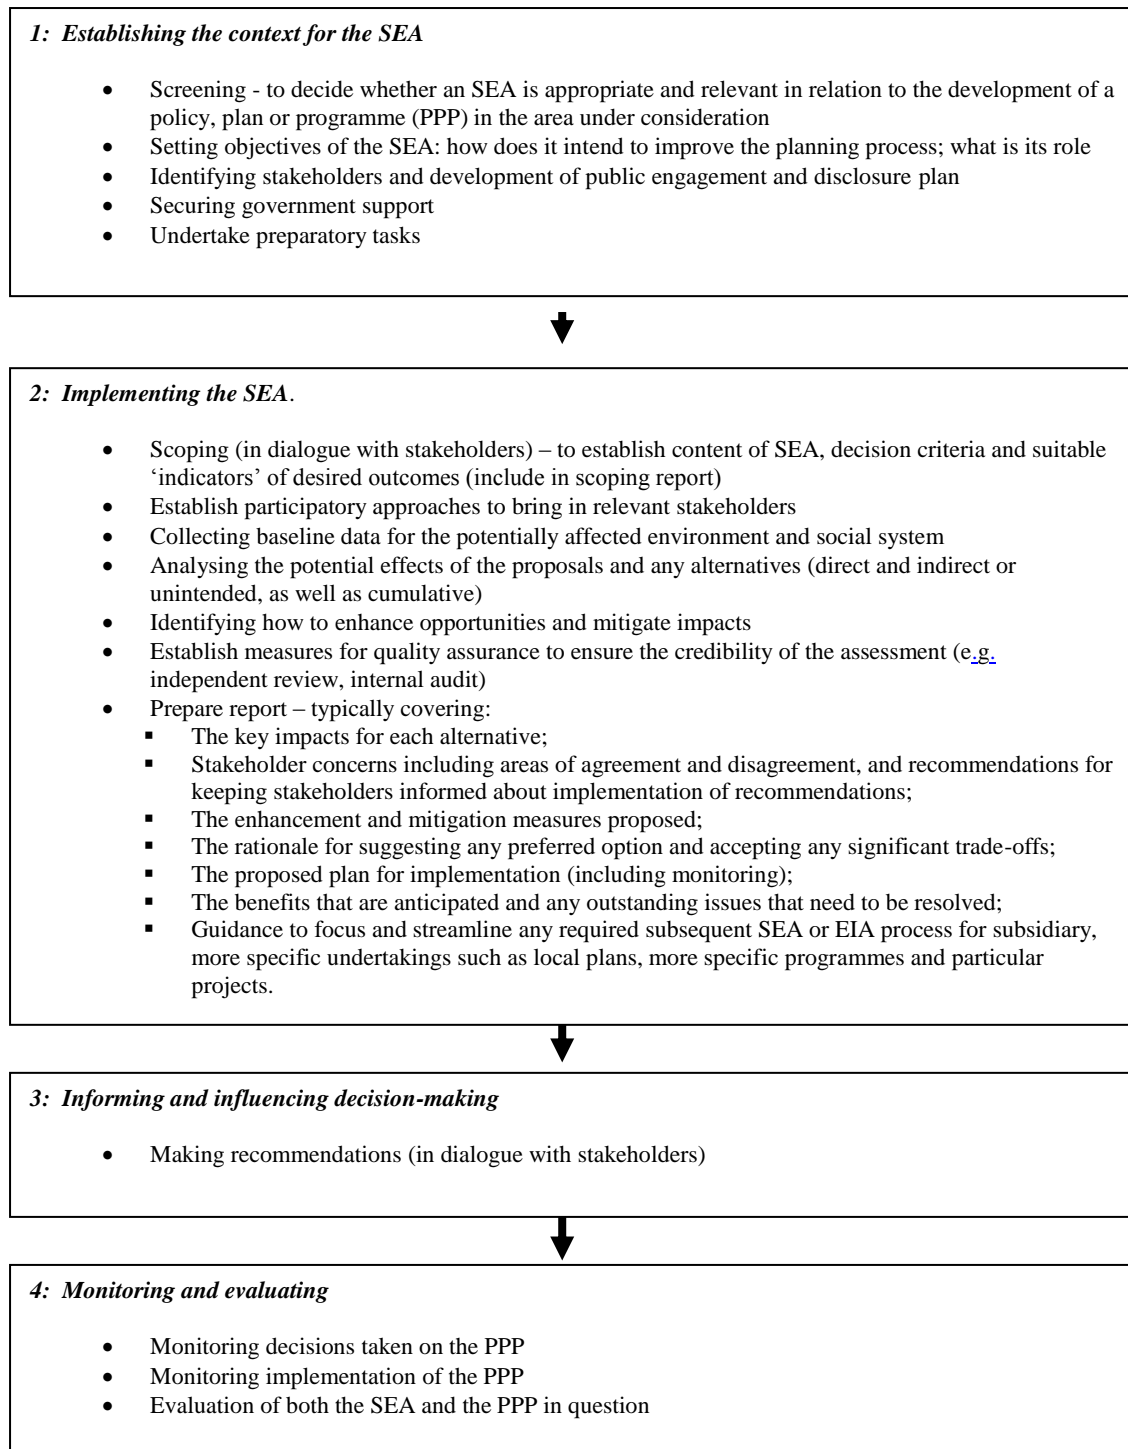 1: Establishing the context for the SEA
• Screening - to decide whether an SEA is appropriate and relevant in relation to the development of a
policy, plan or programme (PPP) in the area under consideration
• Setting objectives of the SEA: how does it intend to improve the planning process; what is its role
• Identifying stakeholders and development of public engagement and disclosure plan
• Securing government support
• Undertake preparatory tasks
2: Implementing the SEA.
• Scoping (in dialogue with stakeholders) – to establish content of SEA, decision criteria and suitable
‘indicators’ of desired outcomes (include in scoping report)
• Establish participatory approaches to bring in relevant stakeholders
• Collecting baseline data for the potentially affected environment and social system
• Analysing the potential effects of the proposals and any alternatives (direct and indirect or
unintended, as well as cumulative)
• Identifying how to enhance opportunities and mitigate impacts
• Establish measures for quality assurance to ensure the credibility of the assessment (e.g.
independent review, internal audit)
• Prepare report – typically covering:
▪ The key impacts for each alternative;
▪ Stakeholder concerns including areas of agreement and disagreement, and recommendations for
keeping stakeholders informed about implementation of recommendations;
▪ The enhancement and mitigation measures proposed;
▪ The rationale for suggesting any preferred option and accepting any significant trade-offs;
▪ The proposed plan for implementation (including monitoring);
▪ The benefits that are anticipated and any outstanding issues that need to be resolved;
▪ Guidance to focus and streamline any required subsequent SEA or EIA process for subsidiary,
more specific undertakings such as local plans, more specific programmes and particular
projects.
3: Informing and influencing decision-making
• Making recommendations (in dialogue with stakeholders)
4: Monitoring and evaluating
• Monitoring decisions taken on the PPP
• Monitoring implementation of the PPP
• Evaluation of both the SEA and the PPP in question